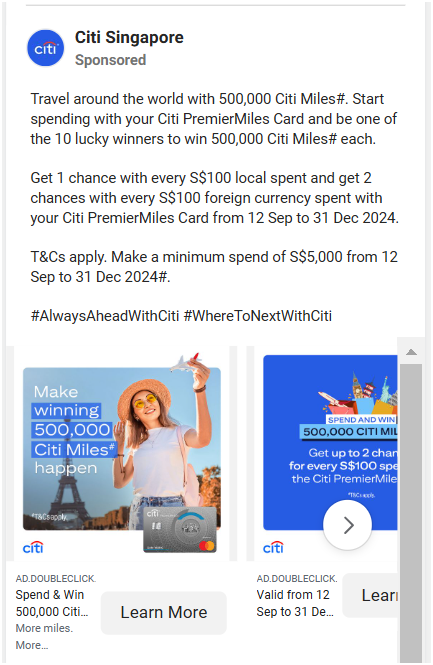 citi
Citi Singapore
Sponsored
Travel around the world with 500,000 Citi Miles#. Start
spending with your Citi PremierMiles Card and be one of
the 10 lucky winners to win 500,000 Citi Miles# each.
Get 1 chance with every S$100 local spent and get 2
chances with every S$100 foreign currency spent with
your Citi PremierMiles Card from 12 Sep to 31 Dec 2024.
T&Cs apply. Make a minimum spend of S$5,000 from 12
Sep to 31 Dec 2024#.
#AlwaysAheadWithCiti #WhereToNextWithCiti
Make
winning
500,000
Citi Miles#
happen
*T&Cs apply.
citi
citi
AD.DOUBLECLICK.
Spend & Win
500,000 Citi...
More miles.
More...
Learn More
SPEND AND WIN
500,000 CITI MIL
Get up to 2 chan
for every S$100 spe
the Citi PremierMile
*T&Cs apply.
citi
AD.DOUBLECLICK.
Valid from 12
Sep to 31 De...
Lear